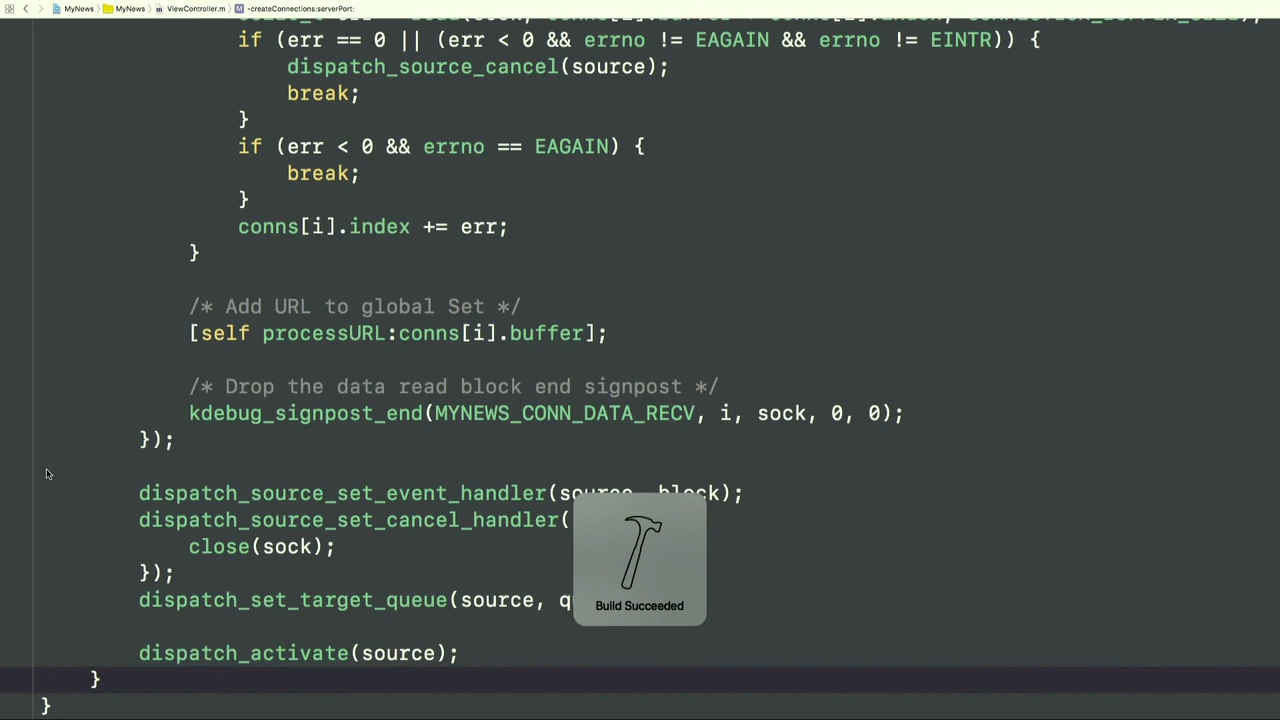 MyNews > MyNews > ViewController.m > M -createConnections:serverPort:
if (err == 0 || (err < 0 && errno != EAGAIN && errno != EINTR)) {
dispatch_source_cancel(source);
break;
}
if (err < 0 && errno == EAGAIN) {
break;
}
conns[i].index += err;
}
/* Add URL to global Set */
[self processURL:conns[i].buffer];
/* Drop the data read block end signpost */
kdebug_signpost_end(MYNEWS_CONN_DATA_RECV, i, sock, 0, 0);
});
dispatch_source_set_event_handler(source, block);
dispatch_source_set_cancel_handler(
close(sock);
});
dispatch_set_target_queue(source,
Build Succeeded
dispatch_activate(source);
}
}